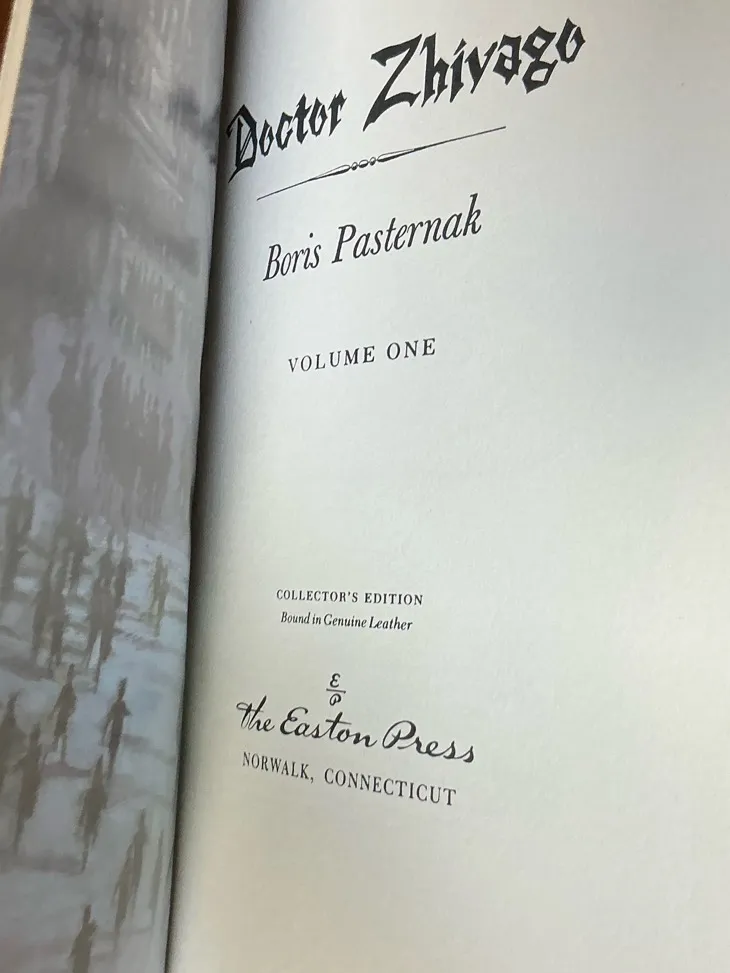 Doctor Zhivago
Boris Pasternak
VOLUME ONE
COLLECTOR'S EDITION
Bound in Genuine Leather
E
P
the Easton Press
NORWALK, CONNECTICUT